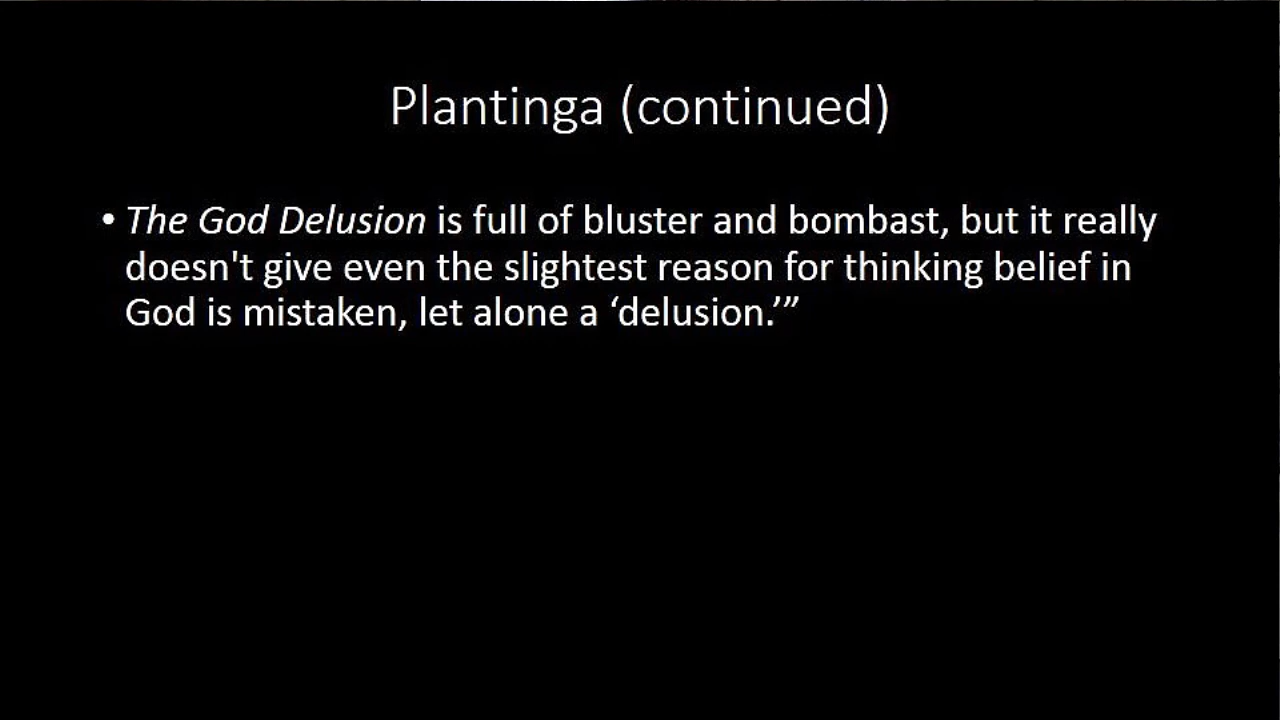 Plantinga (continued)
• The God Delusion is full of bluster and bombast, but it really
doesn't give even the slightest reason for thinking belief in
God is mistaken, let alone a ‘delusion.’”